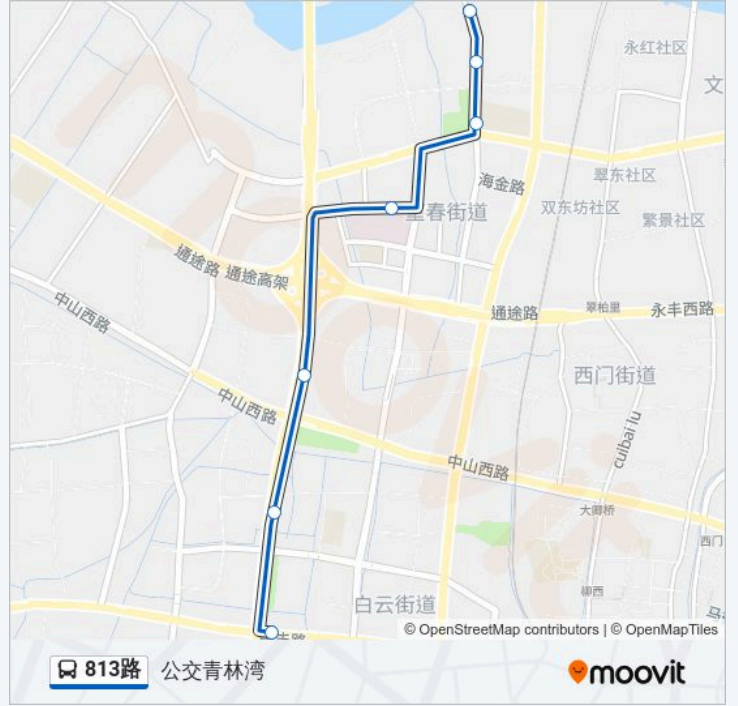 永红社区
文
翠东社区
海金路
双东坊社区
春街道
繁景社区
通途路
通途高架
中山西路
通途路
翠柏里
永丰西路
西门街道
中山西路
cuibai lu
中山西路
大卿桥
西门
柳西
白云街道
© OpenStreetMap contributors | © OpenMapTiles
813路
公交青林湾
moovit